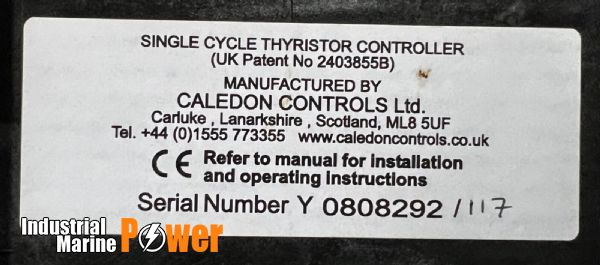 SINGLE CYCLE THYRISTOR CONTROLLER
(UK Patent No 2403855B)
MANUFACTURED BY
CALEDON CONTROLS Ltd.
Carluke , Lanarkshire , Scotland, ML8 5UF
Tel. +44 (0)1555 773355 www.caledoncontrols.co.uk
CE Refer to manual for installation
and operating instructions
Serial Number Y 0808292 /117
Industrial
Marine Power